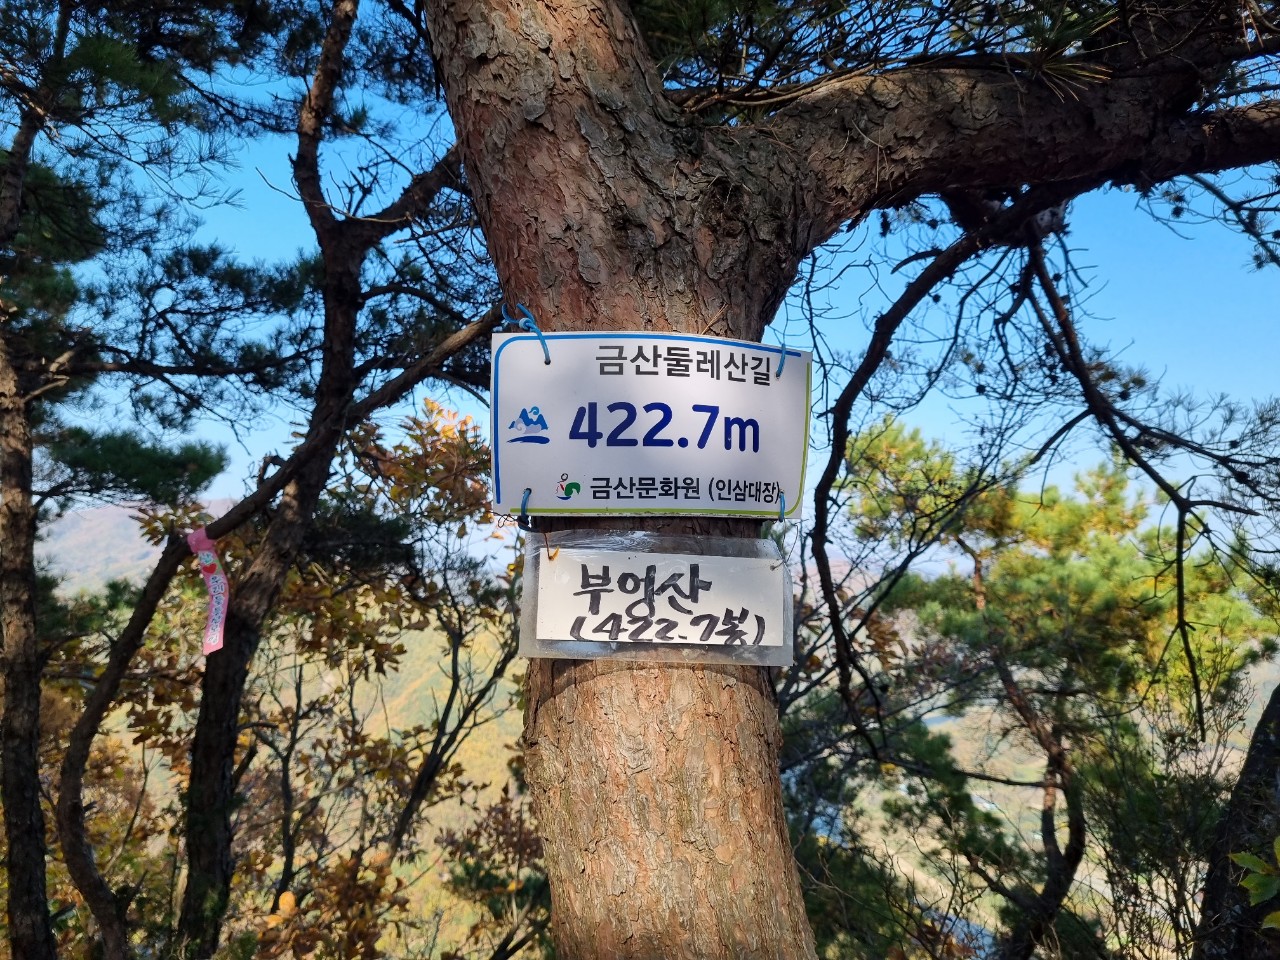 금산둘레산길
422.7m
금산문화원 (인삼대장)
부엉산
(422.7봉)